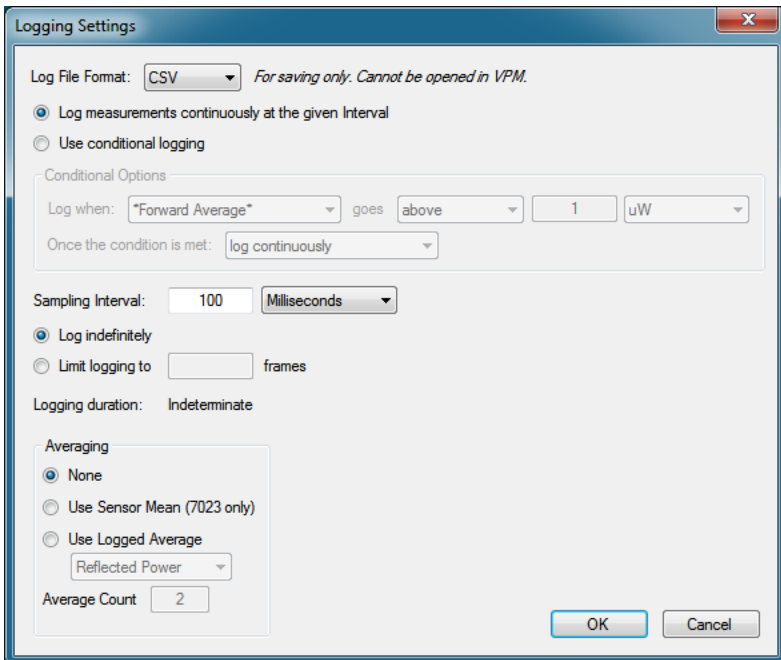 Logging Settings
Log File Format: CSV For saving only. Cannot be opened in VPM.
Log measurements continuously at the given Interval
Use conditional logging
Conditional Options
Log when: "Forward Average" goes above 1 uW
Once the condition is met: log continuously
Sampling Interval: 100 Milliseconds
Log indefinitely
Limit logging to frames
Logging duration: Indeterminate
Averaging
None
Use Sensor Mean (7023 only)
Use Logged Average
Reflected Power
Average Count 2
OK Cancel